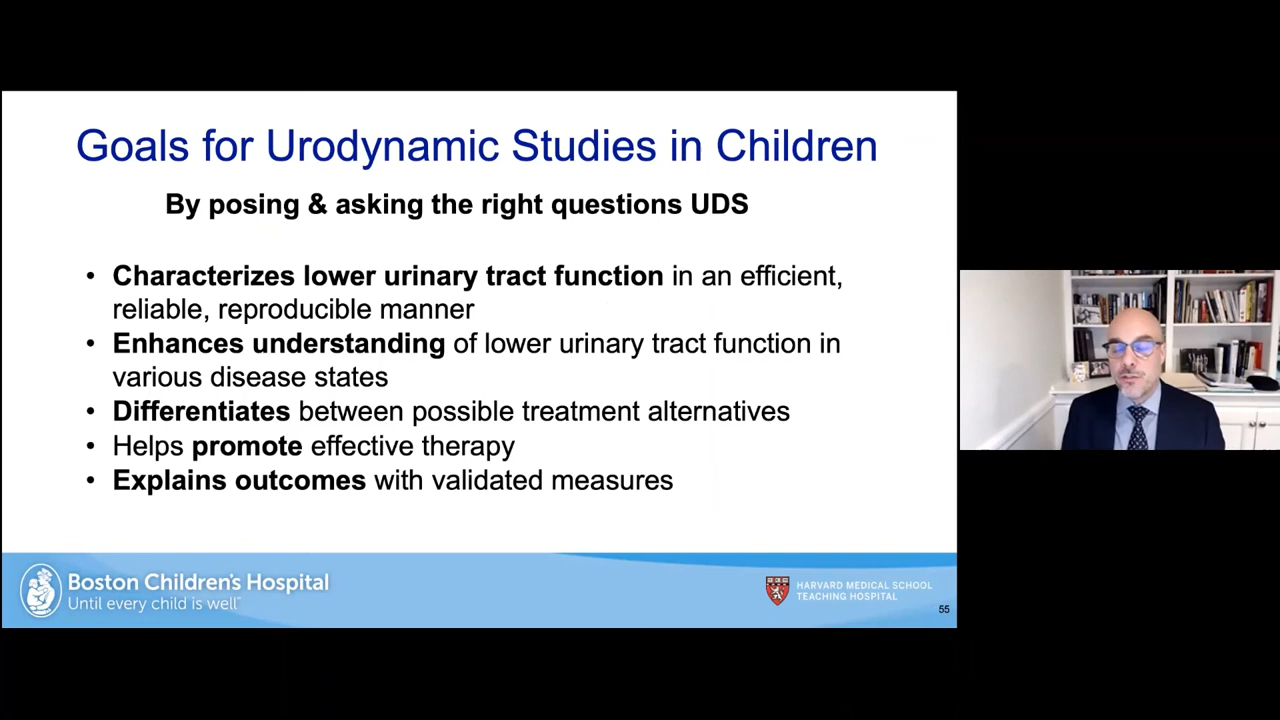 Goals for Urodynamic Studies in Children
By posing & asking the right questions UDS
• Characterizes lower urinary tract function in an efficient,
reliable, reproducible manner
• Enhances understanding of lower urinary tract function in
various disease states
• Differentiates between possible treatment alternatives
• Helps promote effective therapy
• Explains outcomes with validated measures
Boston Children's Hospital
Until every child is well™
HARVARD MEDICAL SCHOOL
TEACHING HOSPITAL
55